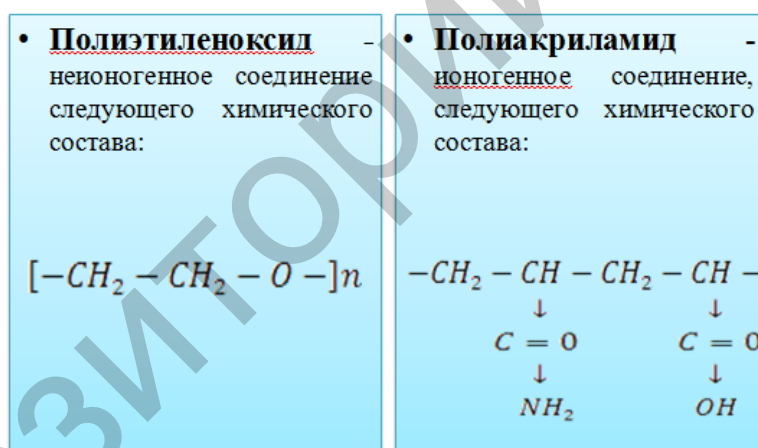 • Полиэтиленоксид -
неионогенное соединение
следующего химического
состава:
[−CH₂ − CH₂ − O −]n
• Полиакриламид -
ионогенное соединение,
следующего химического
состава:
−CH₂ − CH − CH₂ − CH −
↓ ↓
C = O C = O
↓ ↓
NH₂ OH
зитори